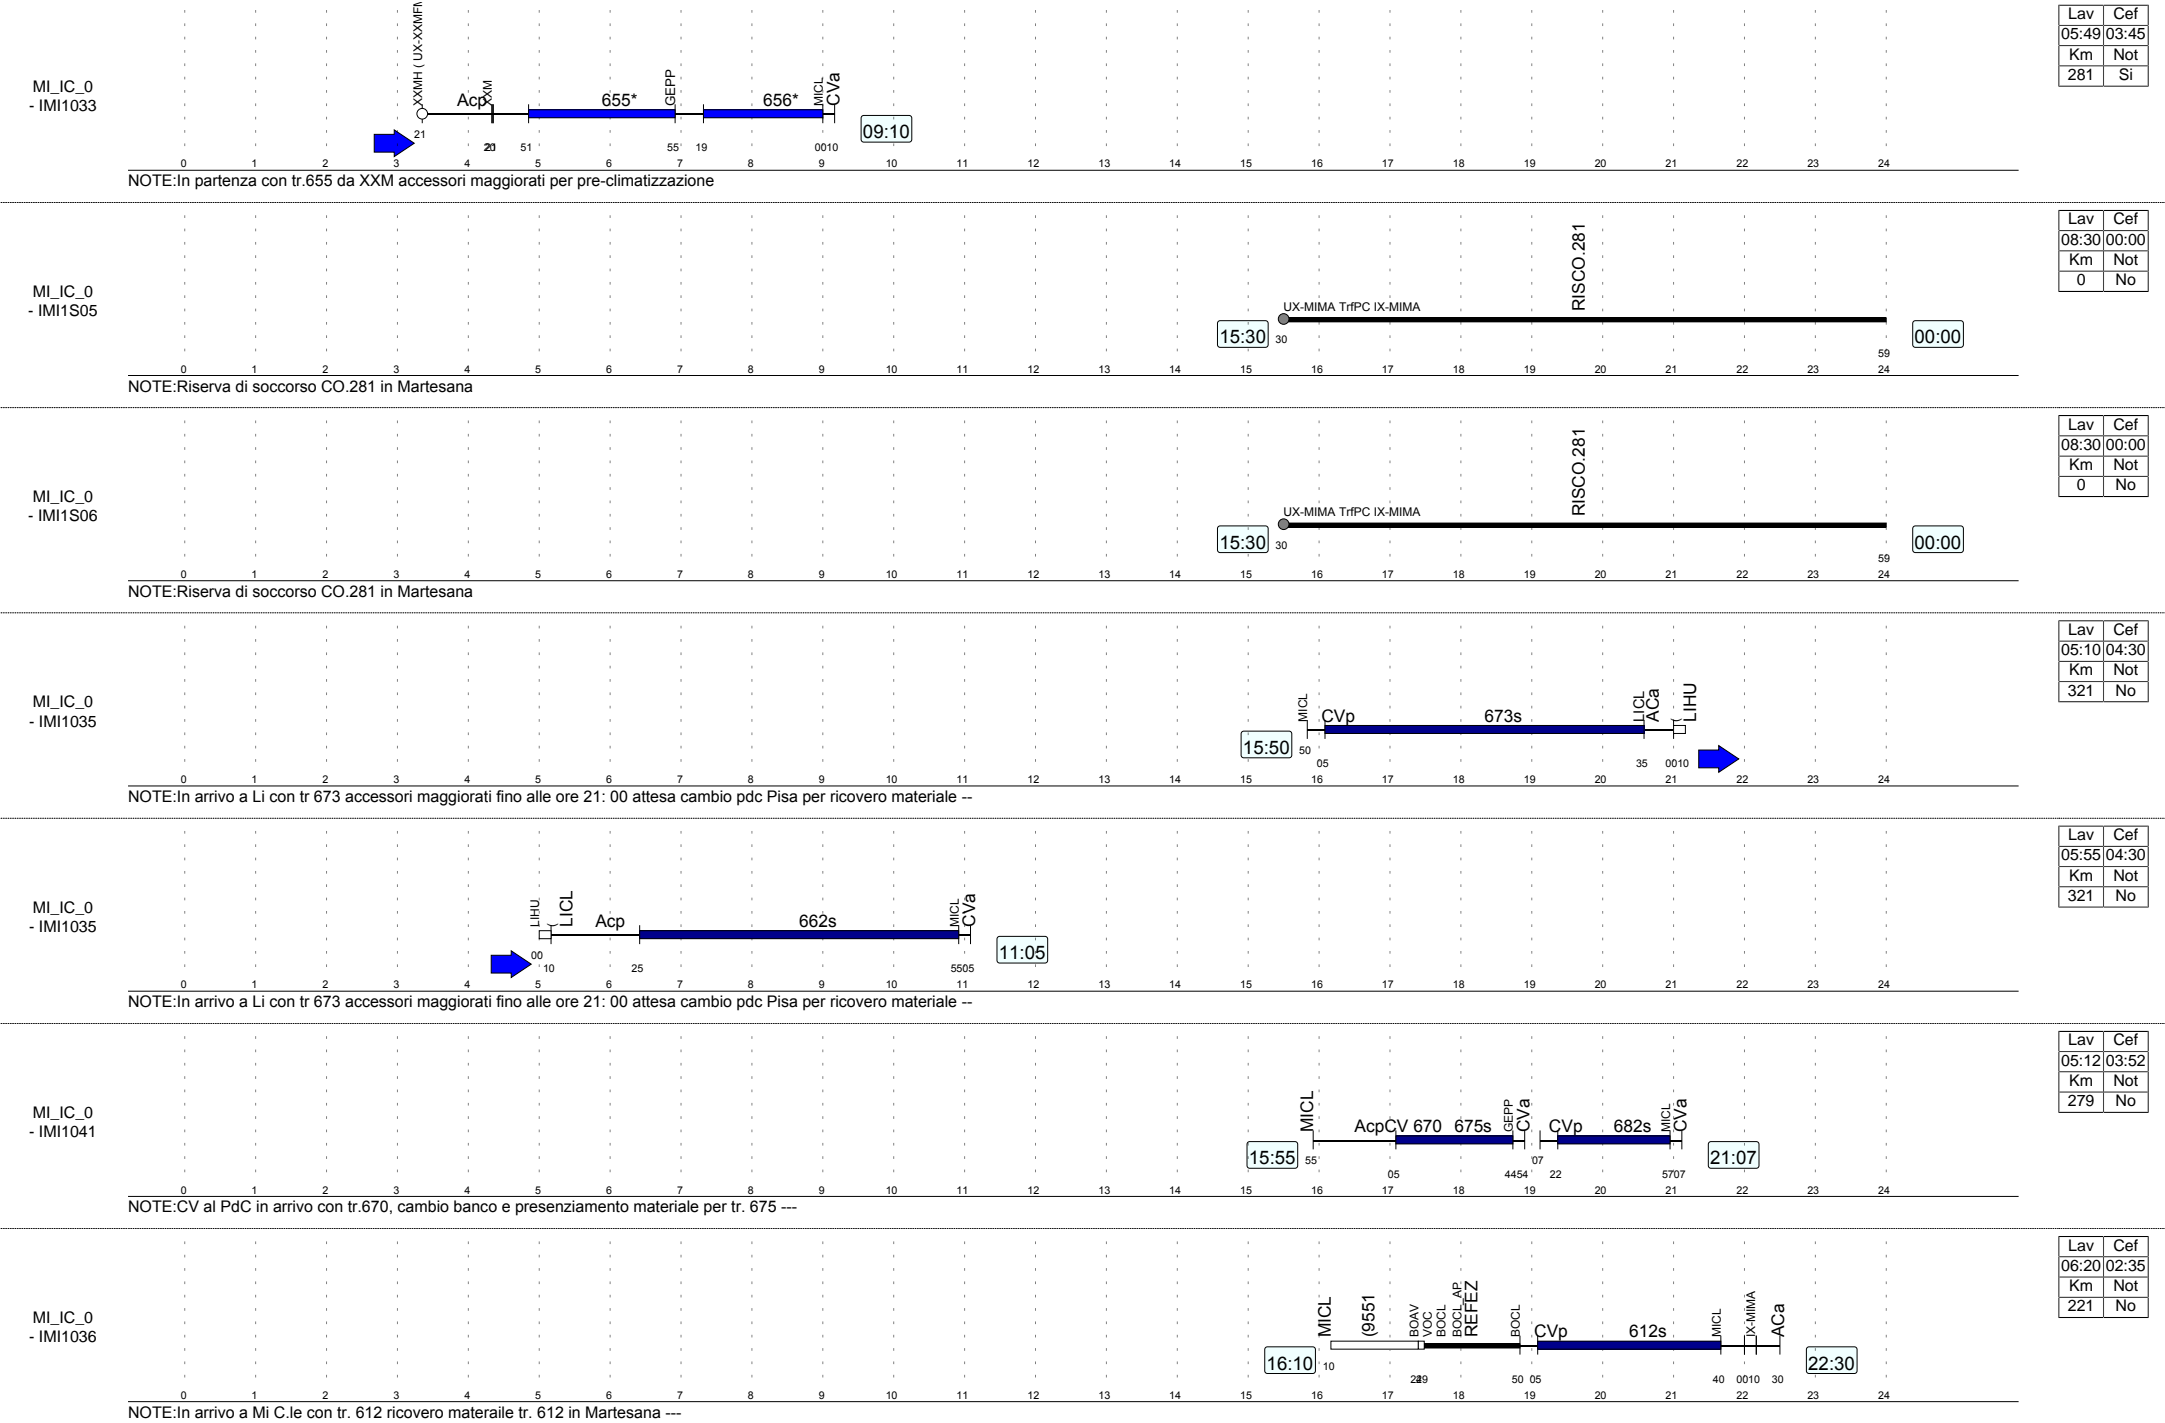 XXMH ( UX-XXMFM
Lav Cef
05:49 03:45
Km Not
281 Si
MI_IC_0
- IMI1033
Acp XXM 655* GEPP 656* MICL CVa
09:10
21
20 51 55 19 00 10
0 1 2 3 4 5 6 7 8 9 10 11 12 13 14 15 16 17 18 19 20 21 22 23 24
NOTE:In partenza con tr.655 da XXM accessori maggiorati per pre-climatizzazione
Lav Cef
08:30 00:00
Km Not
0 No
MI_IC_0
- IMI1S05
RISCO.281
UX-MIMA TrfPC IX-MIMA
15:30 30 00:00
59
0 1 2 3 4 5 6 7 8 9 10 11 12 13 14 15 16 17 18 19 20 21 22 23 24
NOTE:Riserva di soccorso CO.281 in Martesana
Lav Cef
08:30 00:00
Km Not
0 No
MI_IC_0
- IMI1S06
RISCO.281
UX-MIMA TrfPC IX-MIMA
15:30 30 00:00
59
0 1 2 3 4 5 6 7 8 9 10 11 12 13 14 15 16 17 18 19 20 21 22 23 24
NOTE:Riserva di soccorso CO.281 in Martesana
Lav Cef
05:10 04:30
Km Not
321 No
MI_IC_0
- IMI1035
MICL CVp 673s LICL ACa ( LIHU
15:50 50
05 35 00 10
0 1 2 3 4 5 6 7 8 9 10 11 12 13 14 15 16 17 18 19 20 21 22 23 24
NOTE:In arrivo a Li con tr 673 accessori maggiorati fino alle ore 21: 00 attesa cambio pdc Pisa per ricovero materiale --
Lav Cef
05:55 04:30
Km Not
321 No
MI_IC_0
- IMI1035
LIHU ( LICL Acp 662s MICL CVa
11:05
00
10 25 55 05
0 1 2 3 4 5 6 7 8 9 10 11 12 13 14 15 16 17 18 19 20 21 22 23 24
NOTE:In arrivo a Li con tr 673 accessori maggiorati fino alle ore 21: 00 attesa cambio pdc Pisa per ricovero materiale --
Lav Cef
05:12 03:52
Km Not
279 No
MI_IC_0
- IMI1041
MICL AcpCV 670 675s GEPP CVa CVp 682s MICL CVa
15:55 55 07 21:07
05 44 54 22 57 07
0 1 2 3 4 5 6 7 8 9 10 11 12 13 14 15 16 17 18 19 20 21 22 23 24
NOTE:CV al PdC in arrivo con tr.670, cambio banco e presenziamento materiale per tr. 675 ---
Lav Cef
06:20 02:35
Km Not
221 No
MI_IC_0
- IMI1036
MICL (9551 BOAV VOC BOCL BOCL_AP REFEZ BOCL CVp 612s MICL IX-MIMA ACa
16:10 10 22:30
29 50 05 40 00 10 30
0 1 2 3 4 5 6 7 8 9 10 11 12 13 14 15 16 17 18 19 20 21 22 23 24
NOTE:In arrivo a Mi C.le con tr. 612 ricovero materaile tr. 612 in Martesana ---